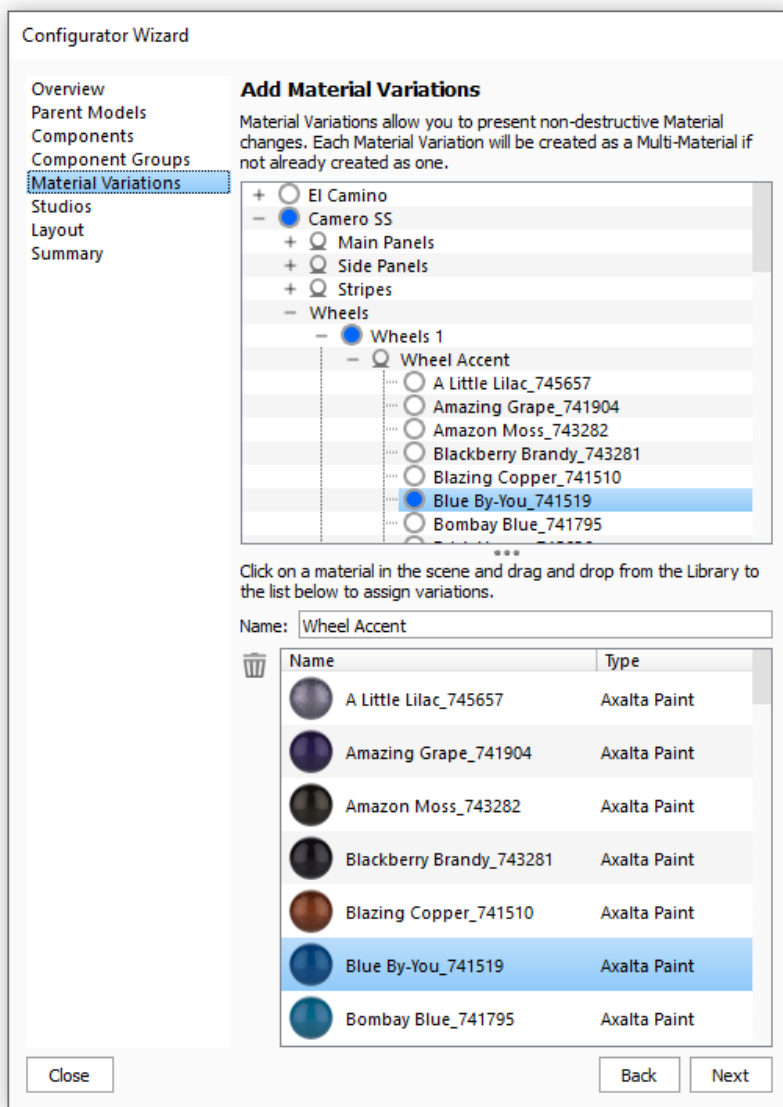 Configurator Wizard
Overview
Parent Models
Components
Component Groups
Material Variations
Studios
Layout
Summary
Add Material Variations
Material Variations allow you to present non-destructive Material
changes. Each Material Variation will be created as a Multi-Material if
not already created as one.
El Camino
Camero SS
Main Panels
Side Panels
Stripes
Wheels
Wheels 1
Wheel Accent
A Little Lilac_745657
Amazing Grape_741904
Amazon Moss_743282
Blackberry Brandy_743281
Blazing Copper_741510
Blue By-You_741519
Bombay Blue_741795
Click on a material in the scene and drag and drop from the Library to
the list below to assign variations.
Name: Wheel Accent
Name Type
A Little Lilac_745657 Axalta Paint
Amazing Grape_741904 Axalta Paint
Amazon Moss_743282 Axalta Paint
Blackberry Brandy_743281 Axalta Paint
Blazing Copper_741510 Axalta Paint
Blue By-You_741519 Axalta Paint
Bombay Blue_741795 Axalta Paint
Close Back Next